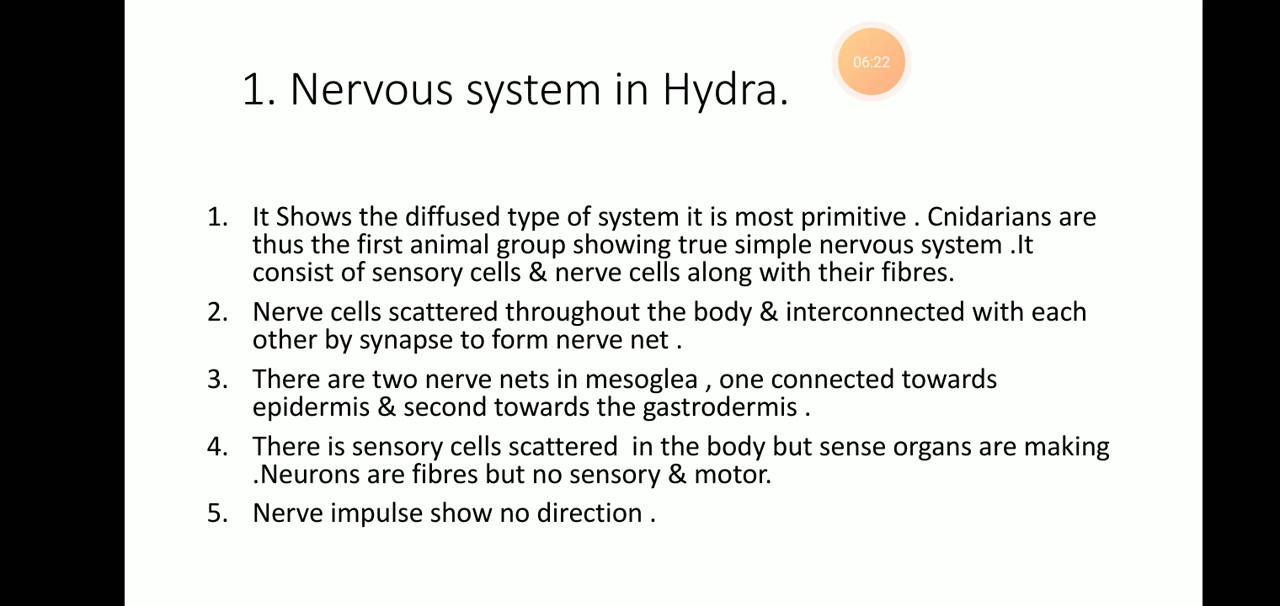 06:22
1. Nervous system in Hydra.
1. It Shows the diffused type of system it is most primitive . Cnidarians are
thus the first animal group showing true simple nervous system .It
consist of sensory cells & nerve cells along with their fibres.
2. Nerve cells scattered throughout the body & interconnected with each
other by synapse to form nerve net .
3. There are two nerve nets in mesoglea , one connected towards
epidermis & second towards the gastrodermis .
4. There is sensory cells scattered  in the body but sense organs are making
.Neurons are fibres but no sensory & motor.
5. Nerve impulse show no direction .